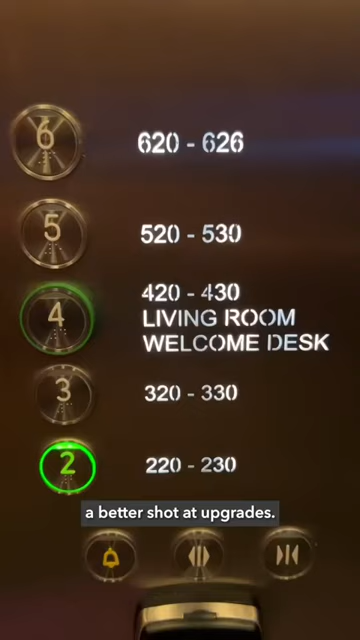 6 620 - 626
5 520 - 530
4 420 - 430
LIVING ROOM
WELCOME DESK
3 320 - 330
2 220 - 230
a better shot at upgrades.